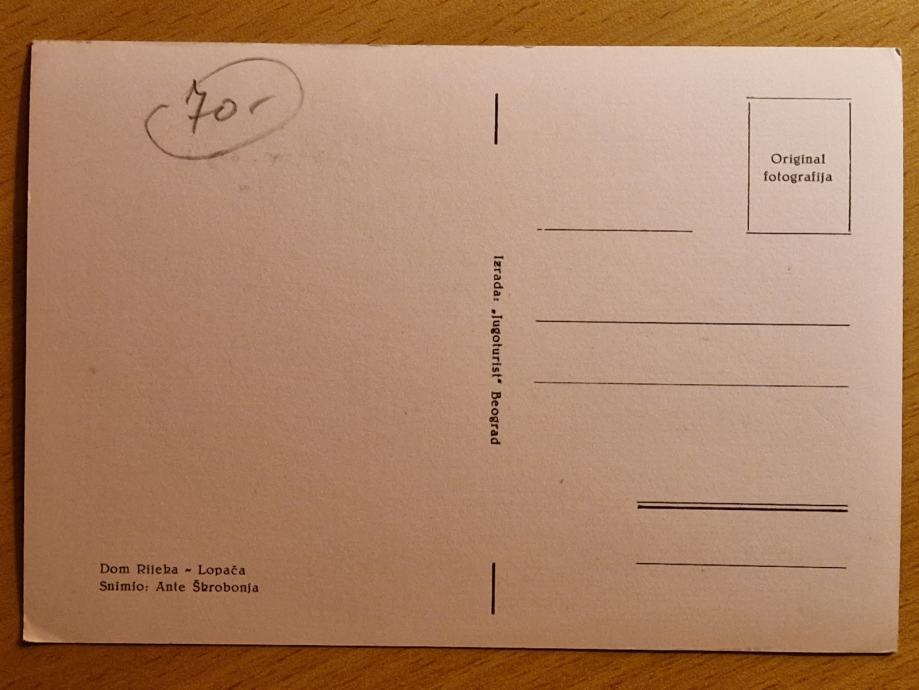 70-
Original
fotografija
Izrada: „Jugoturist“ Beograd
Dom Rijeka ~ Lopača
Snimio: Ante Škrobonja